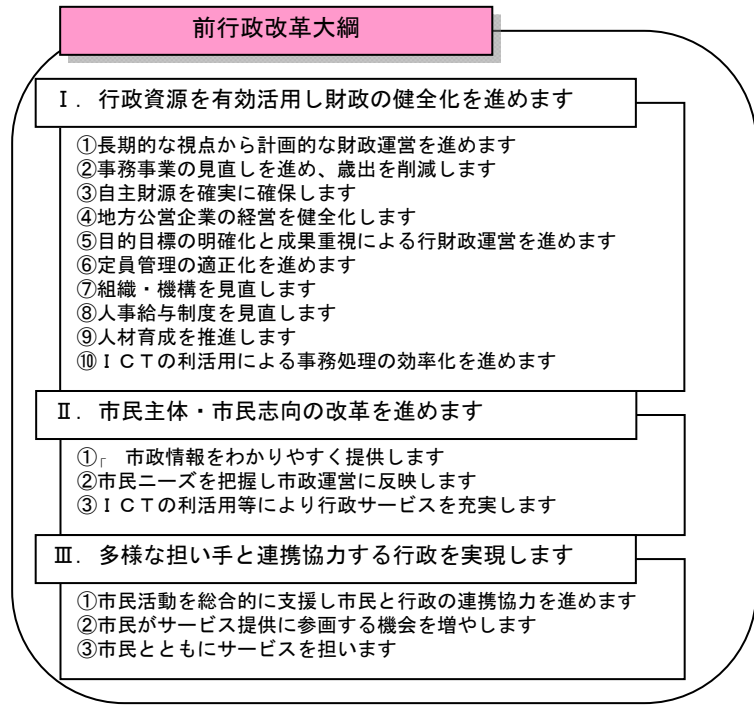 前行政改革大綱
Ⅰ．行政資源を有効活用し財政の健全化を進めます
①長期的な視点から計画的な財政運営を進めます
②事務事業の見直しを進め、歳出を削減します
③自主財源を確実に確保します
④地方公営企業の経営を健全化します
⑤目的目標の明確化と成果重視による行財政運営を進めます
⑥定員管理の適正化を進めます
⑦組織・機構を見直します
⑧人事給与制度を見直します
⑨人材育成を推進します
⑩ＩＣＴの利活用による事務処理の効率化を進めます
Ⅱ．市民主体・市民志向の改革を進めます
①┌　市政情報をわかりやすく提供します
②市民ニーズを把握し市政運営に反映します
③ＩＣＴの利活用等により行政サービスを充実します
Ⅲ．多様な担い手と連携協力する行政を実現します
①市民活動を総合的に支援し市民と行政の連携協力を進めます
②市民がサービス提供に参画する機会を増やします
③市民とともにサービスを担います